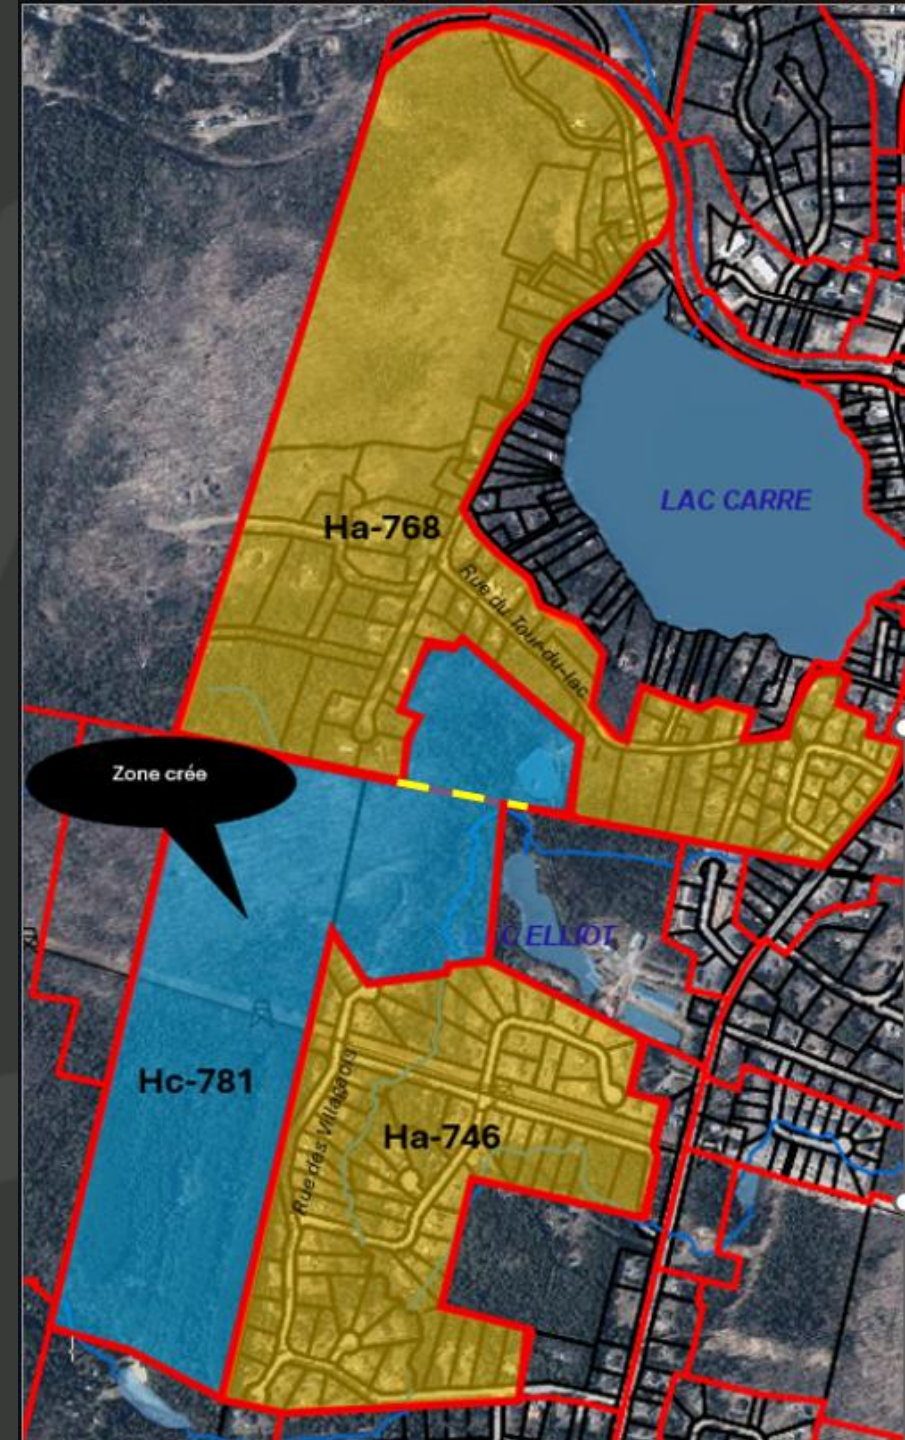 LAC CARRE
Ha-768
Rue du Tour-du-lac
Zone crée
ELLIOT
Hc-781
Rue des Villageois
Ha-746